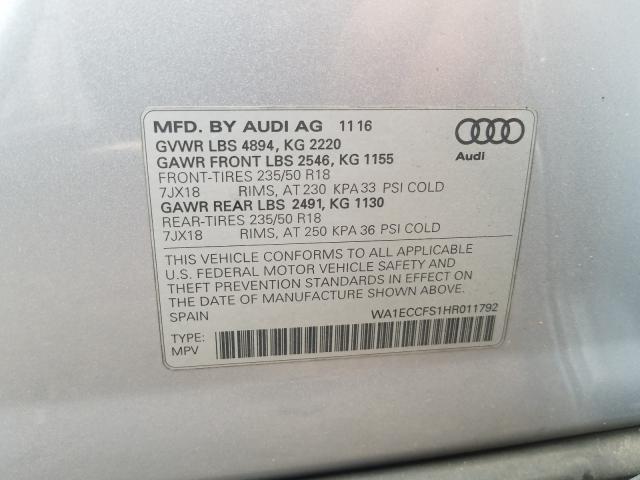 MFD. BY AUDI AG 11 16
GVWR LBS 4894, KG 2220
GAWR FRONT LBS 2546, KG 1155
FRONT-TIRES 235/50 R18
7JX18 RIMS, AT 230 KPA 33 PSI COLD
GAWR REAR LBS 2491, KG 1130
REAR-TIRES 235/50 R18
7JX18 RIMS, AT 250 KPA 36 PSI COLD
Audi
THIS VEHICLE CONFORMS TO ALL APPLICABLE
U.S. FEDERAL MOTOR VEHICLE SAFETY AND
THEFT PREVENTION STANDARDS IN EFFECT ON
THE DATE OF MANUFACTURE SHOWN ABOVE.
SPAIN WA1ECCFS1HR011792
TYPE:
MPV